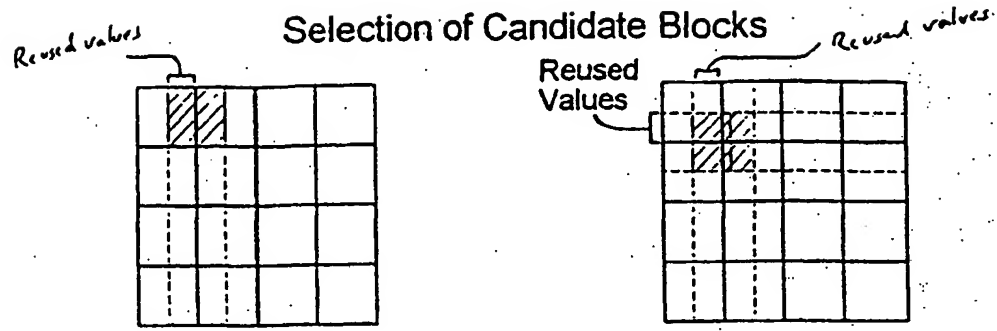 Selection of Candidate Blocks
Reused values
Reused values.
Reused
Values